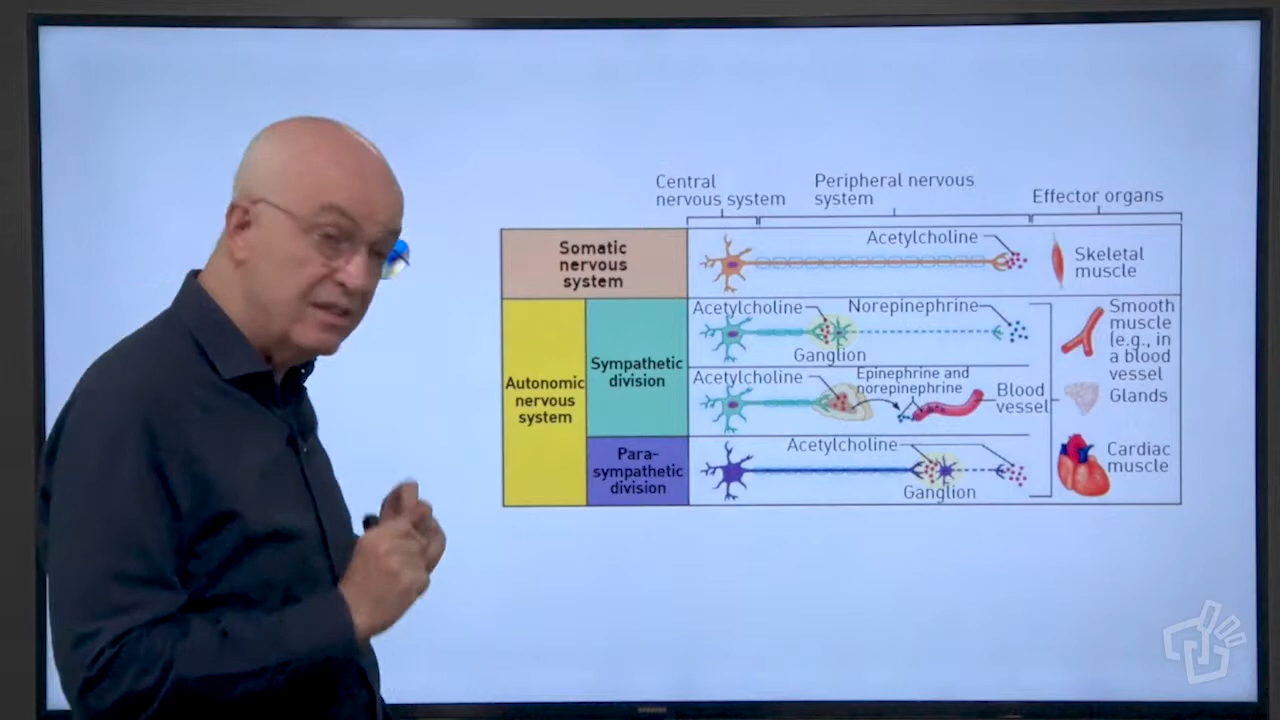 Central
nervous system
Peripheral nervous
system
Effector organs
Somatic
nervous
system
Acetylcholine
Skeletal
muscle
Autonomic
nervous
system
Sympathetic
division
Acetylcholine
Norepinephrine
Ganglion
Smooth
muscle
(e.g., in
a blood
vessel
Acetylcholine
Epinephrine and
norepinephrine
Blood
vessel
Glands
Para-
sympathetic
division
Acetylcholine
Ganglion
Cardiac
muscle